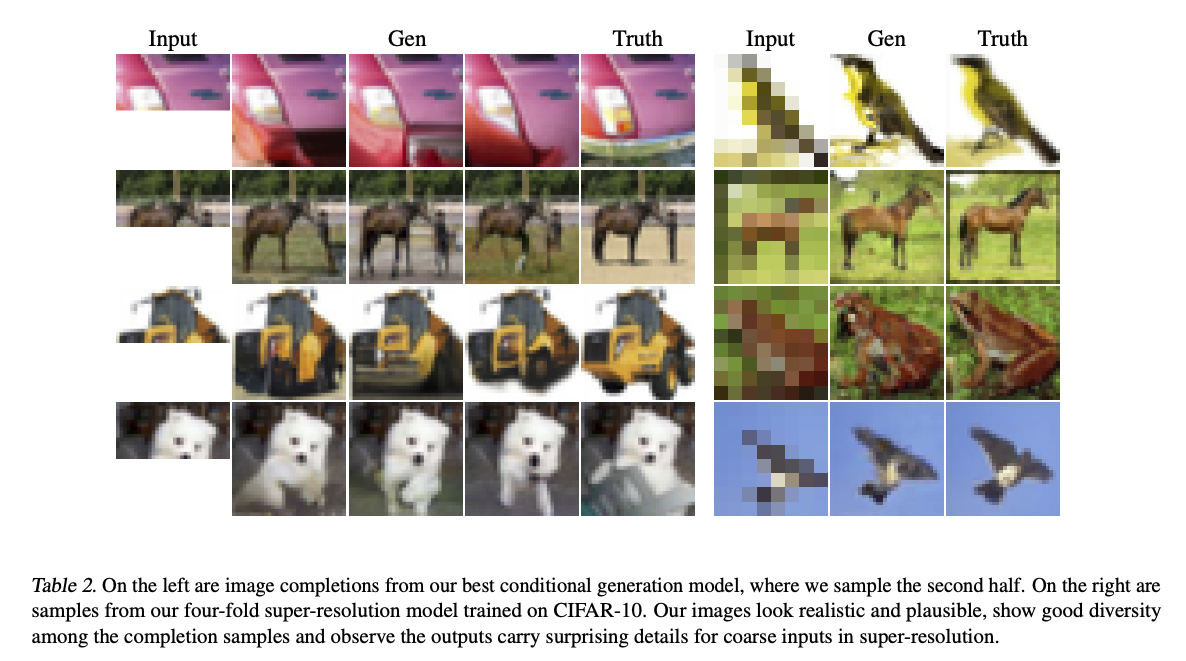 Input Gen Truth Input Gen Truth
Table 2. On the left are image completions from our best conditional generation model, where we sample the second half. On the right are
samples from our four-fold super-resolution model trained on CIFAR-10. Our images look realistic and plausible, show good diversity
among the completion samples and observe the outputs carry surprising details for coarse inputs in super-resolution.